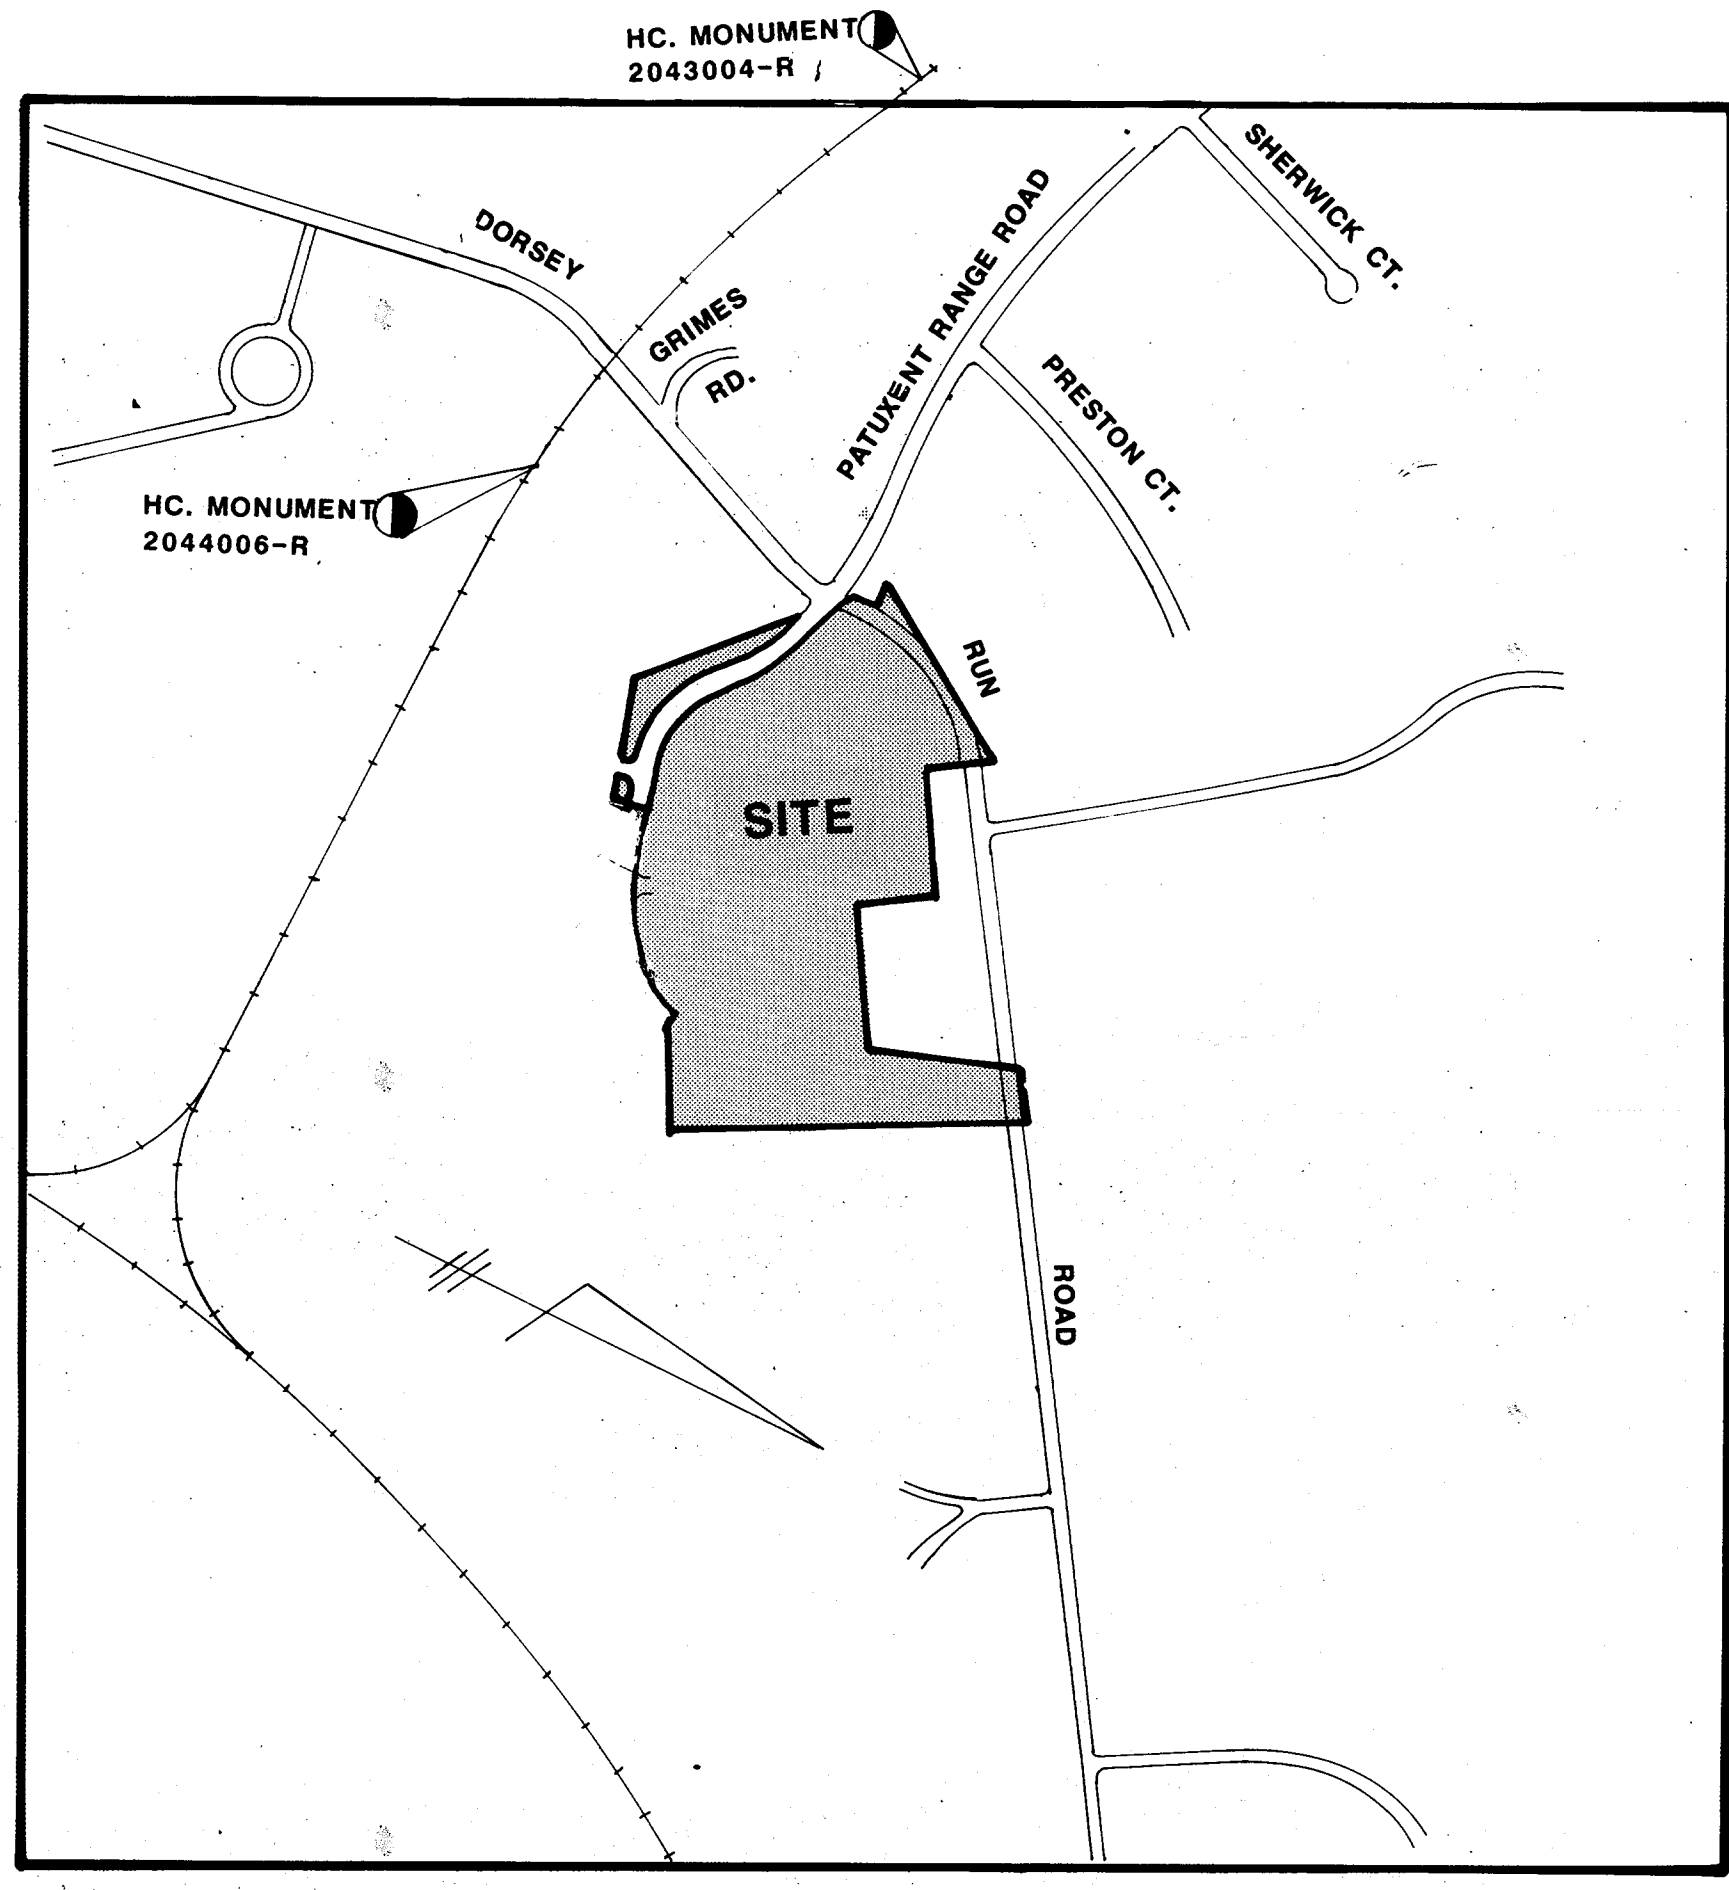 HC. MONUMENT
2043004-R
SHERWICK CT.
DORSEY
PATUXENT RANGE ROAD
GRIMES
RD.
PRESTON CT.
HC. MONUMENT
2044006-R
RUN
SITE
ROAD